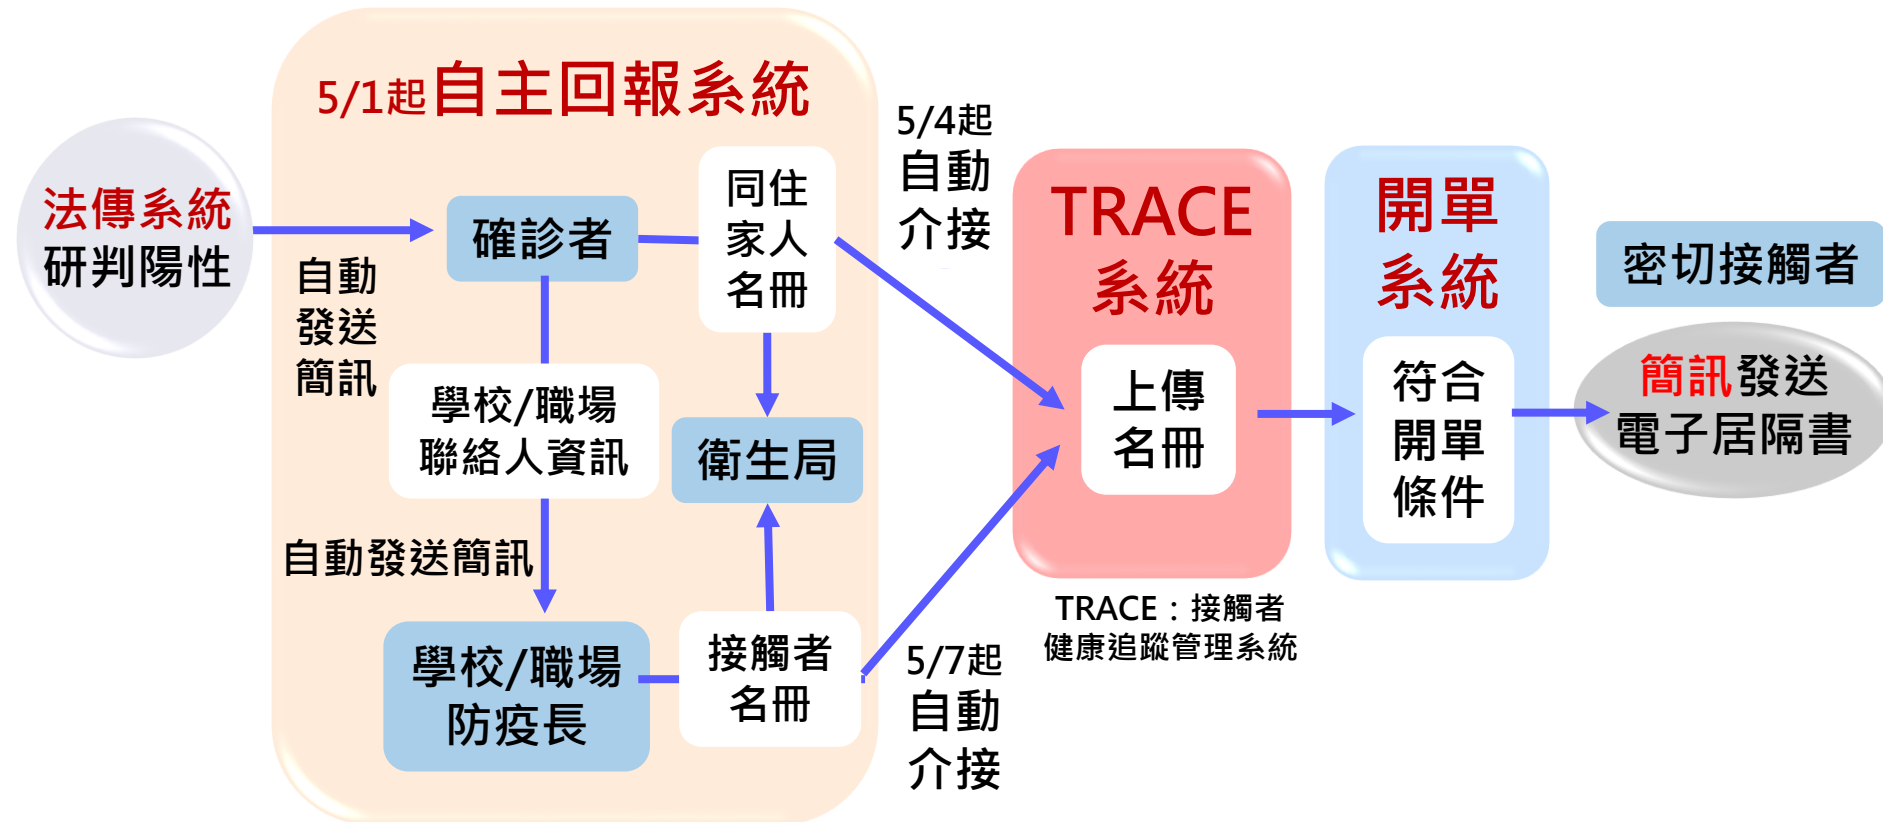 5/1起自主回報系統
法傳系統
研判陽性
自動
發送
簡訊
確診者
同住
家人
名冊
學校/職場
聯絡人資訊
衛生局
自動發送簡訊
學校/職場
防疫長
接觸者
名冊
5/4起
自動
介接
5/7起
自動
介接
TRACE
系統
上傳
名冊
TRACE：接觸者
健康追蹤管理系統
開單
系統
符合
開單
條件
密切接觸者
簡訊發送
電子居隔書